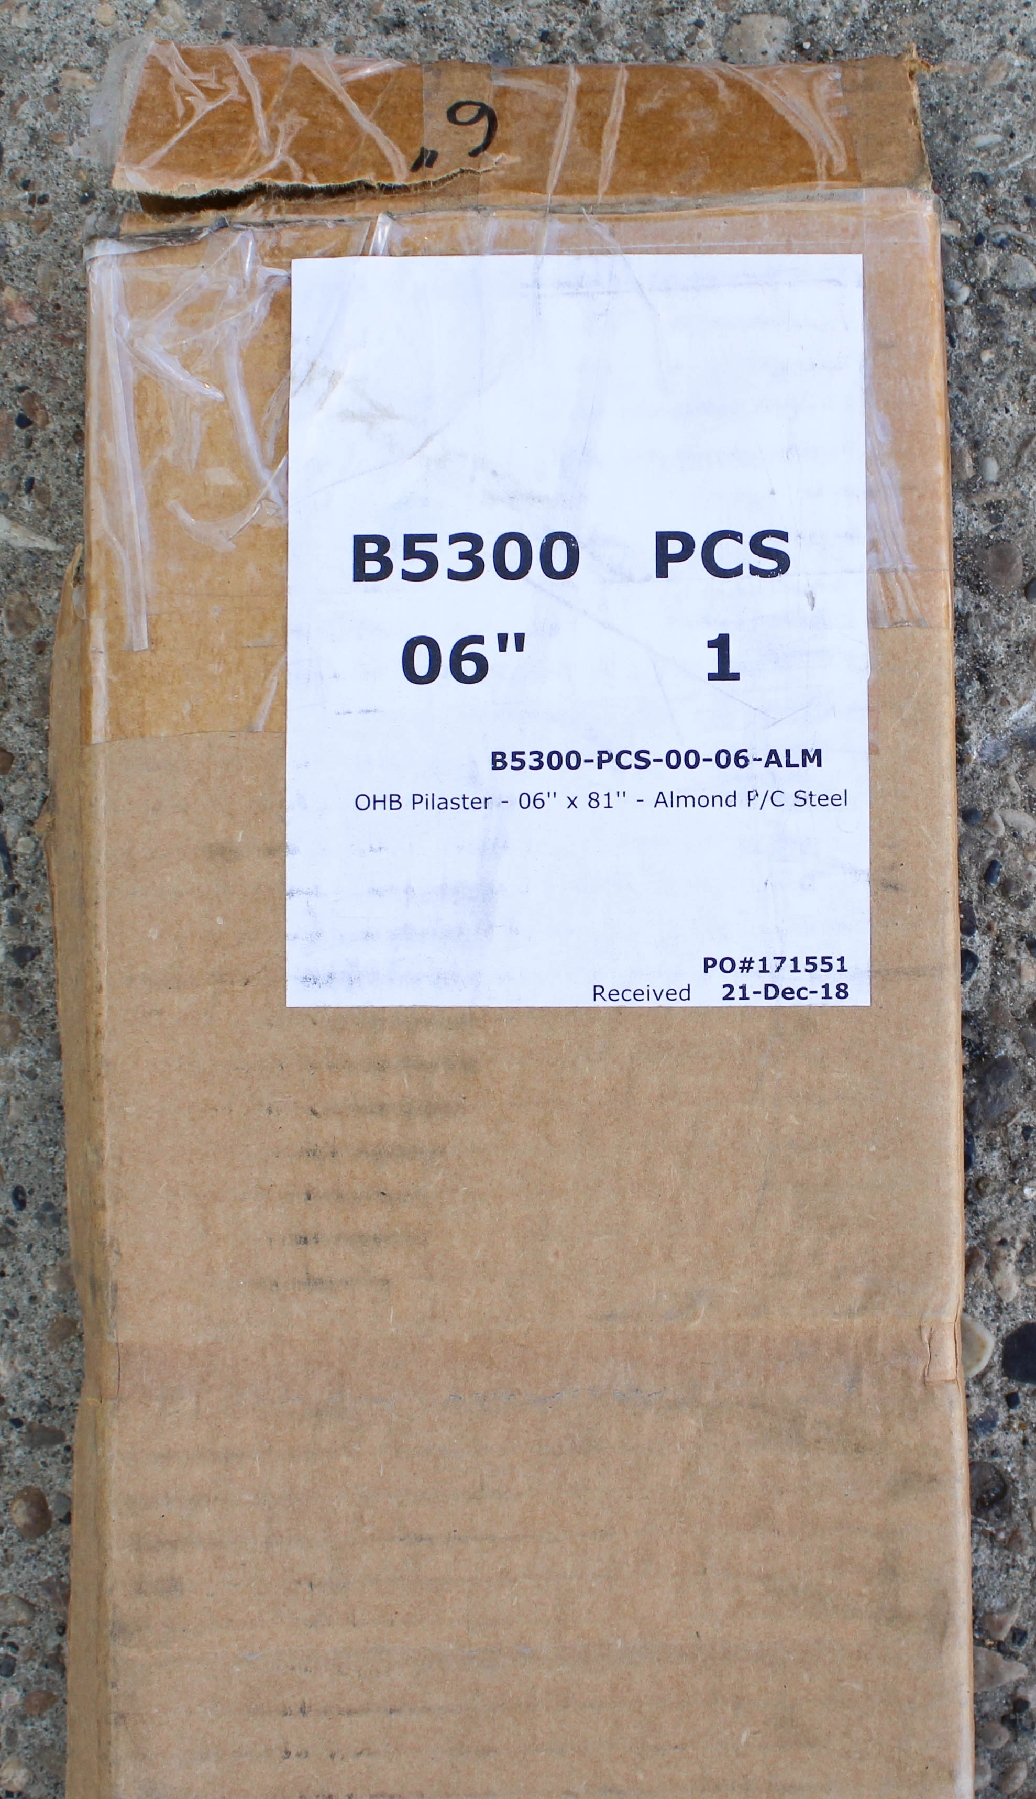 6"
B5300 PCS
06" 1
B5300-PCS-00-06-ALM
OHB Pilaster - 06" x 81" - Almond P/C Steel
PO#171551
Received 21-Dec-18